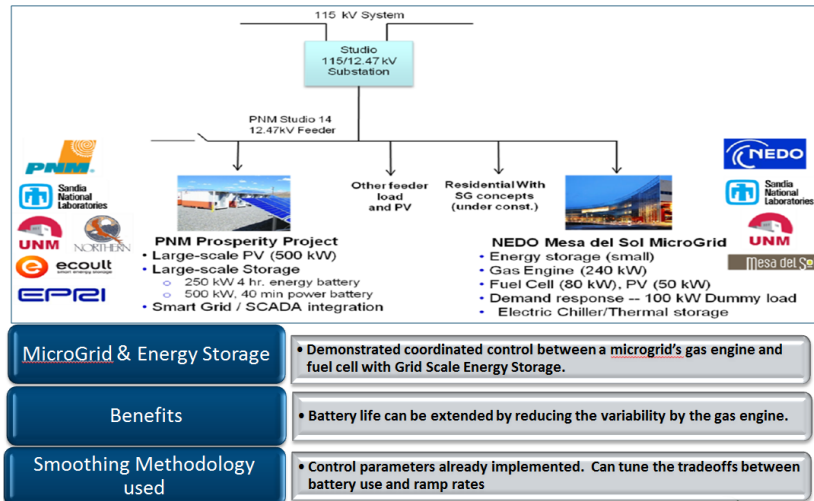 115 kV System
Studio
115/12.47 kV
Substation
PNM Studio 14
12.47kV Feeder
PNM
Sandia
National
Laboratories
UNM
NORTHERN
ecoult
smart energy storage
EPRI
Other feeder
load
and PV
Residential With
SG concepts
(under const.)
NEDO
Sandia
National
Laboratories
UNM
mesa del So
PNM Prosperity Project
• Large-scale PV (500 kW)
• Large-scale Storage
o 250 kW 4 hr. energy battery
o 500 kW, 40 min power battery
• Smart Grid / SCADA integration
NEDO Mesa del Sol MicroGrid
• Energy storage (small)
• Gas Engine (240 kW)
• Fuel Cell (80 kW), PV (50 kW)
• Demand response -- 100 kW Dummy load
• Electric Chiller/Thermal storage
MicroGrid & Energy Storage
• Demonstrated coordinated control between a microgrid's gas engine and
fuel cell with Grid Scale Energy Storage.
Benefits
• Battery life can be extended by reducing the variability by the gas engine.
Smoothing Methodology
used
• Control parameters already implemented. Can tune the tradeoffs between
battery use and ramp rates